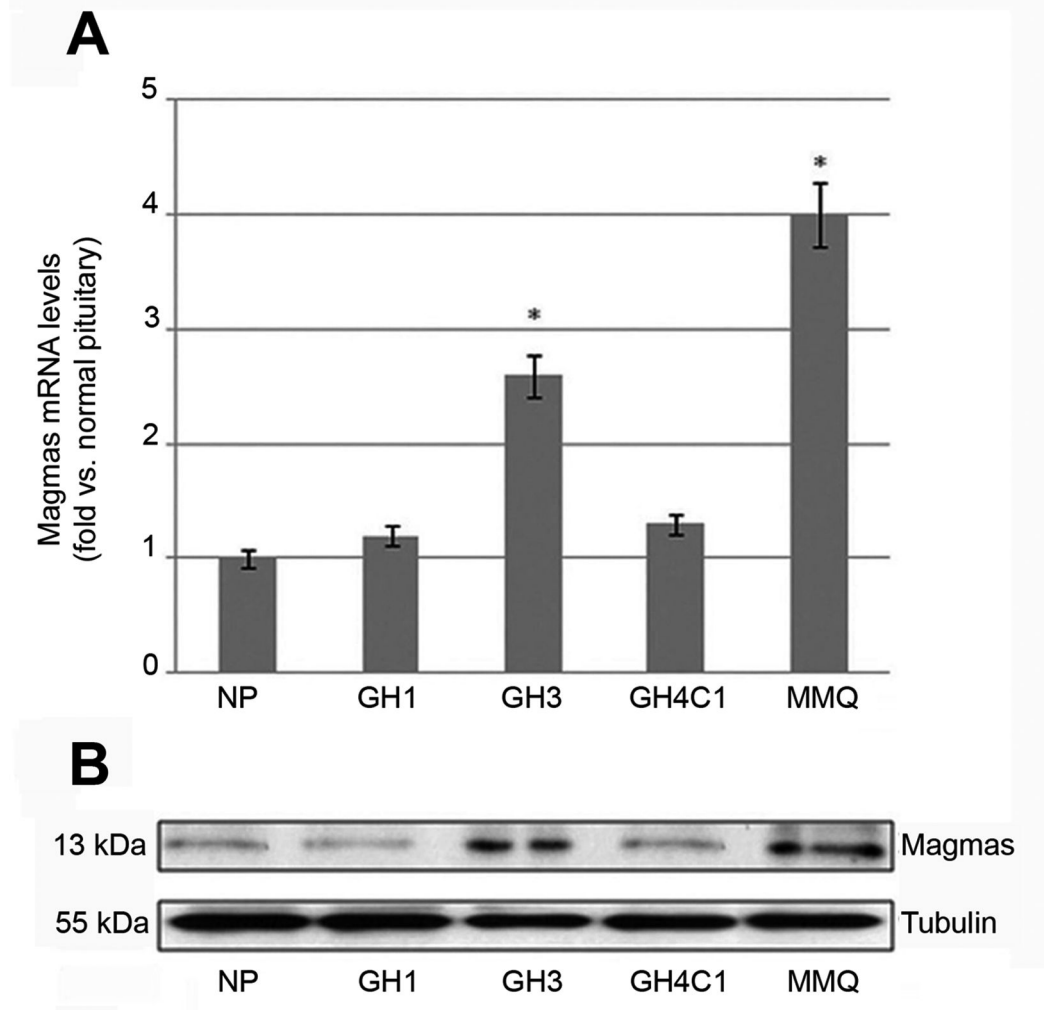 A
5
4
3
2
1
0
Magmas mRNA levels
(fold vs. normal pituitary)
*
*
NP GH1 GH3 GH4C1 MMQ
B
13 kDa Magmas
55 kDa Tubulin
NP GH1 GH3 GH4C1 MMQ